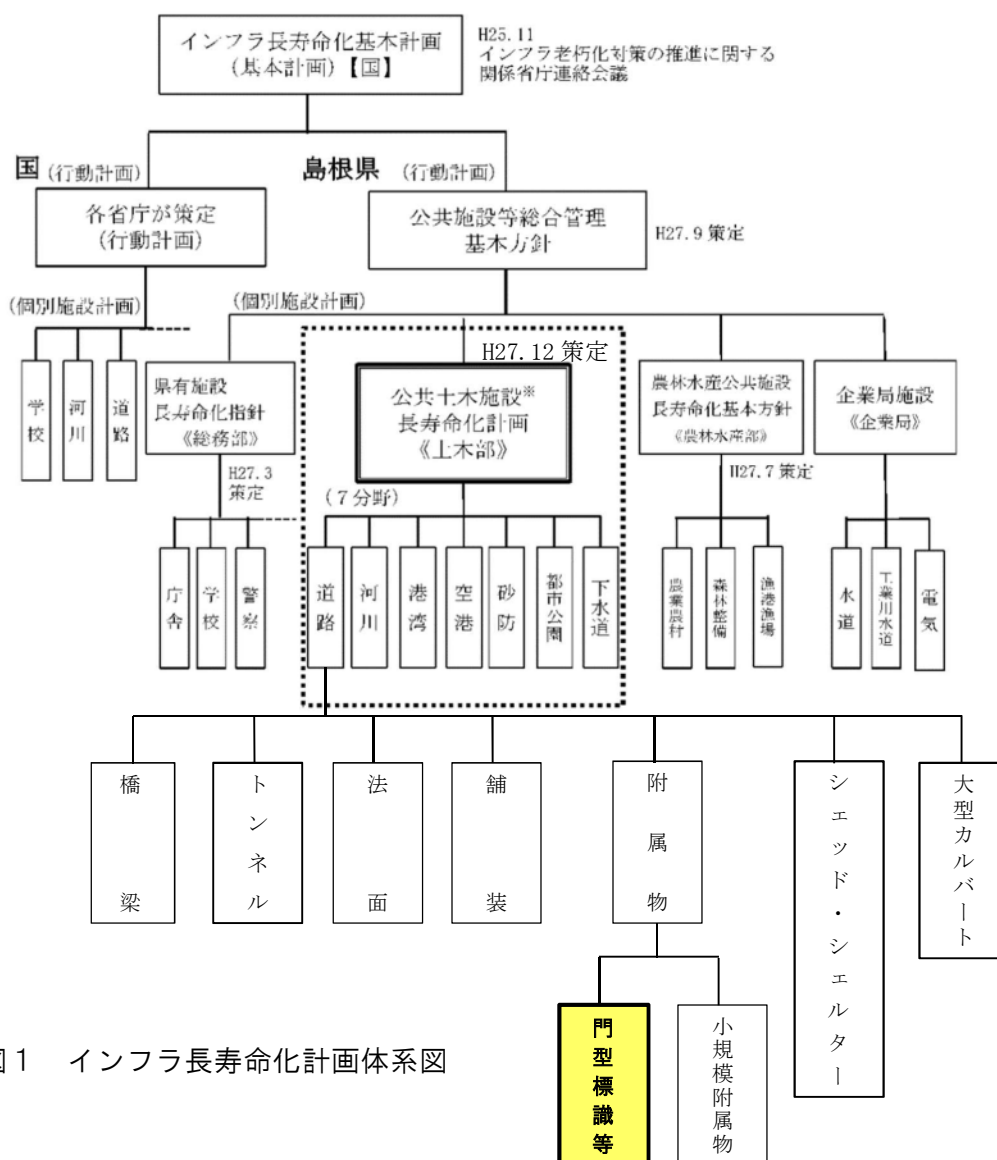 インフラ長寿命化基本計画
(基本計画)【国】
H25.11
インフラ老朽化対策の推進に関する
関係省庁連絡会議
国 (行動計画)
島根県 (行動計画)
各省庁が策定
(行動計画)
公共施設等総合管理
基本方針
H27.9 策定
(個別施設計画)
(個別施設計画)
学校
河川
道路
県有施設
長寿命化指針
《総務部》
H27.3
策定
H27.12 策定
公共土木施設※
長寿命化計画
《土木部》
農林水産公共施設
長寿命化基本方針
《農林水産部》
H27.7 策定
企業局施設
《企業局》
(7分野)
庁舎
学校
警察
道路
河川
港湾
空港
砂防
都市公園
下水道
農業農村
森林整備
漁港漁場
水道
工業用水道
電気
橋梁
トンネル
法面
舗装
附属物
シェッド・シェルター
大型カルバート
門型標識等
小規模附属物
図1 インフラ長寿命化計画体系図